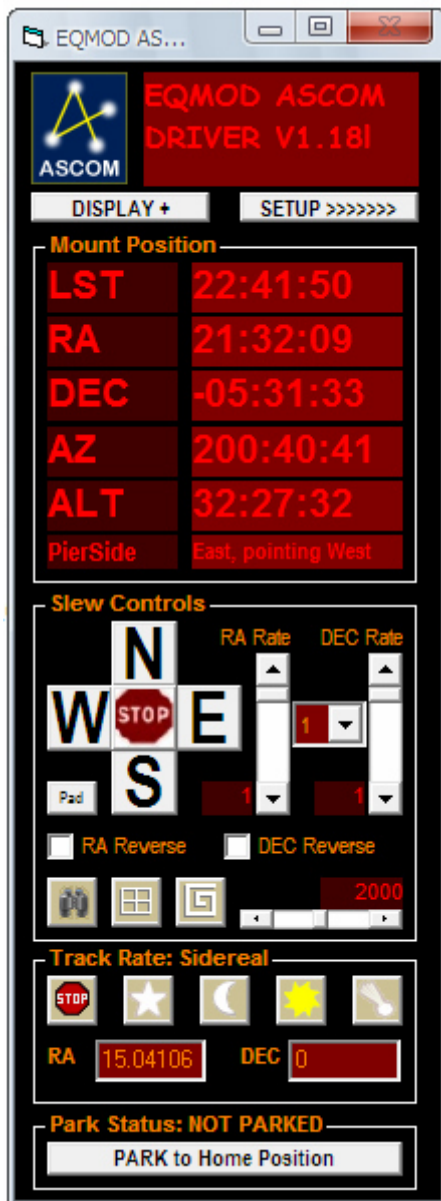 EQMOD AS...
EQMOD ASCOM
DRIVER V1.18l
ASCOM
DISPLAY + SETUP >>>>>>>
Mount Position
LST 22:41:50
RA 21:32:09
DEC -05:31:33
AZ 200:40:41
ALT 32:27:32
PierSide East, pointing West
Slew Controls
RA Rate DEC Rate
N
W STOP E 1
Pad S 1 1
RA Reverse DEC Reverse
2000
Track Rate: Sidereal
STOP
RA 15.04106 DEC 0
Park Status: NOT PARKED
PARK to Home Position